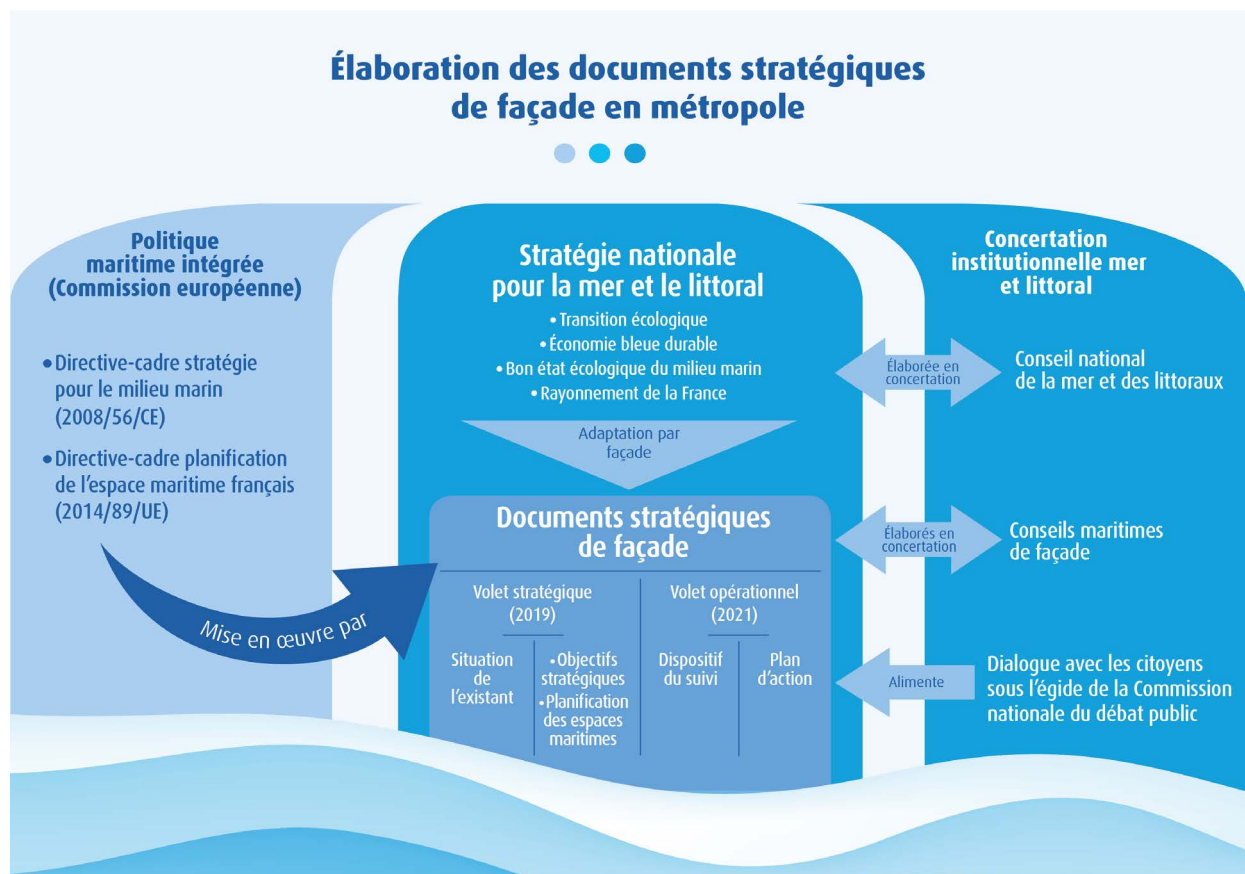 Élaboration des documents stratégiques
de façade en métropole
Politique
maritime intégrée
(Commission européenne)
• Directive-cadre stratégie
pour le milieu marin
(2008/56/CE)
• Directive-cadre planification
de l'espace maritime français
(2014/89/UE)
Mise en œuvre par
Stratégie nationale
pour la mer et le littoral
• Transition écologique
• Économie bleue durable
• Bon état écologique du milieu marin
• Rayonnement de la France
Adaptation par
façade
Documents stratégiques
de façade
Volet stratégique
(2019)
Situation
de
l'existant
• Objectifs
stratégiques
• Planification
des espaces
maritimes
Volet opérationnel
(2021)
Dispositif
du suivi
Plan
d'action
Concertation
institutionnelle mer
et littoral
Élaborée en
concertation
Conseil national
de la mer et des littoraux
Élaborés en
concertation
Conseils maritimes
de façade
Alimente
Dialogue avec les citoyens
sous l'égide de la Commission
nationale du débat public